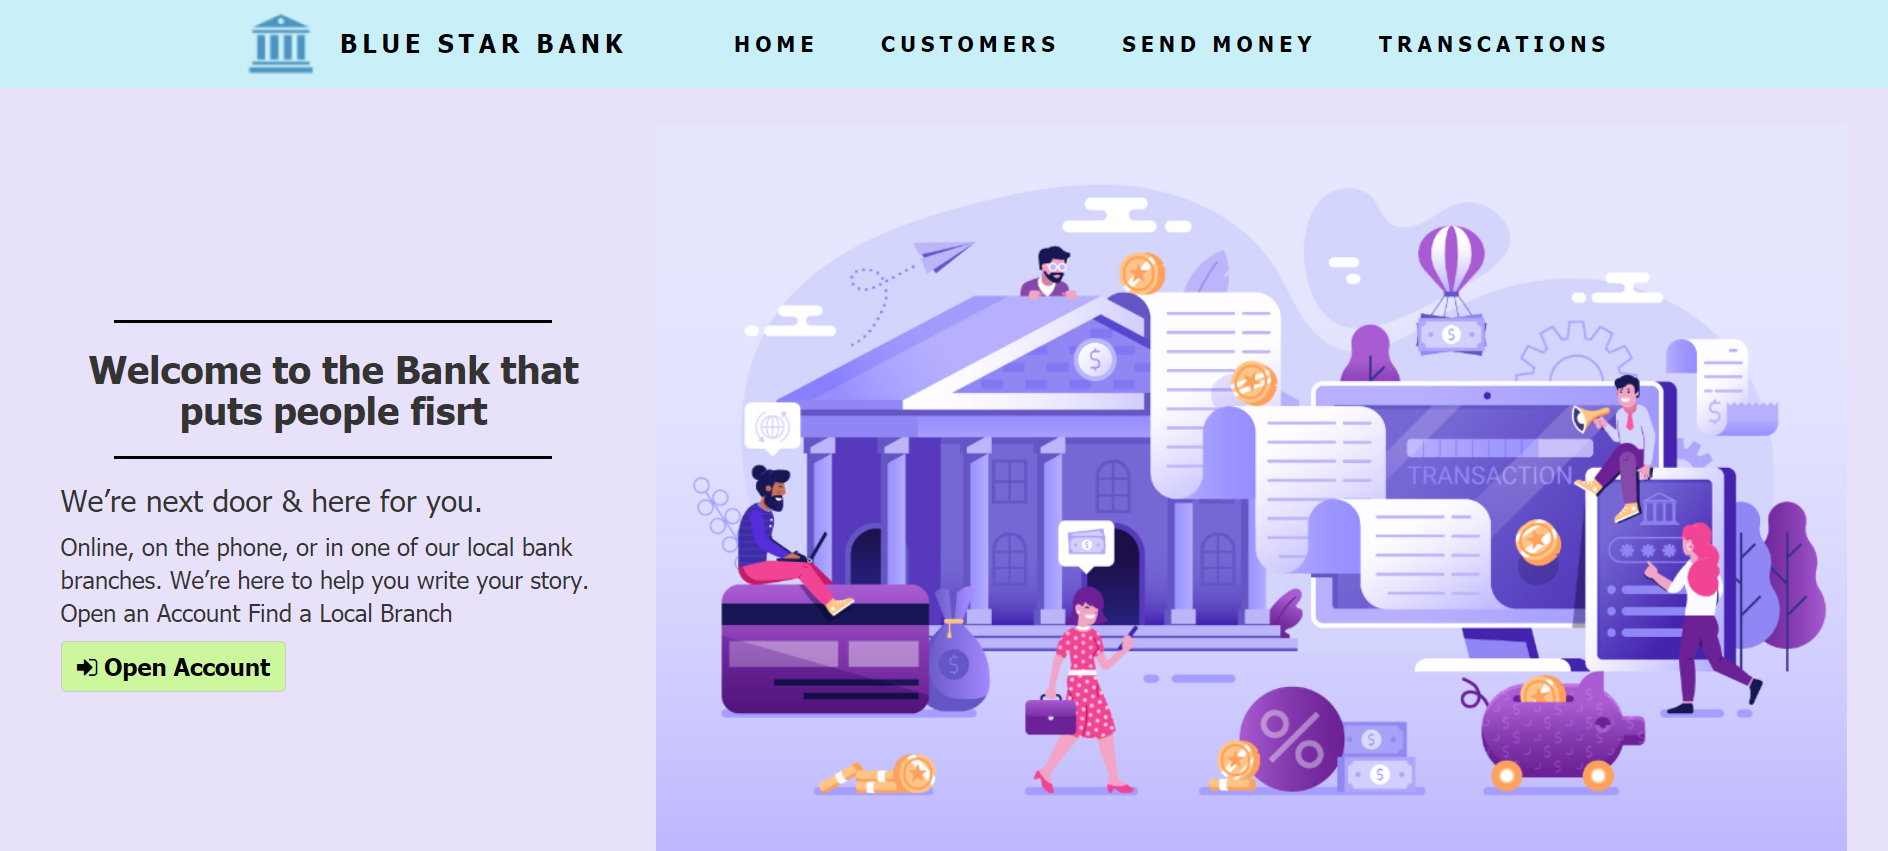 BLUE STAR BANK
HOME
CUSTOMERS
SEND MONEY
TRANSCATIONS
Welcome to the Bank that
puts people fisrt
We’re next door & here for you.
Online, on the phone, or in one of our local bank
branches. We’re here to help you write your story.
Open an Account Find a Local Branch
Open Account
TRANSACTION